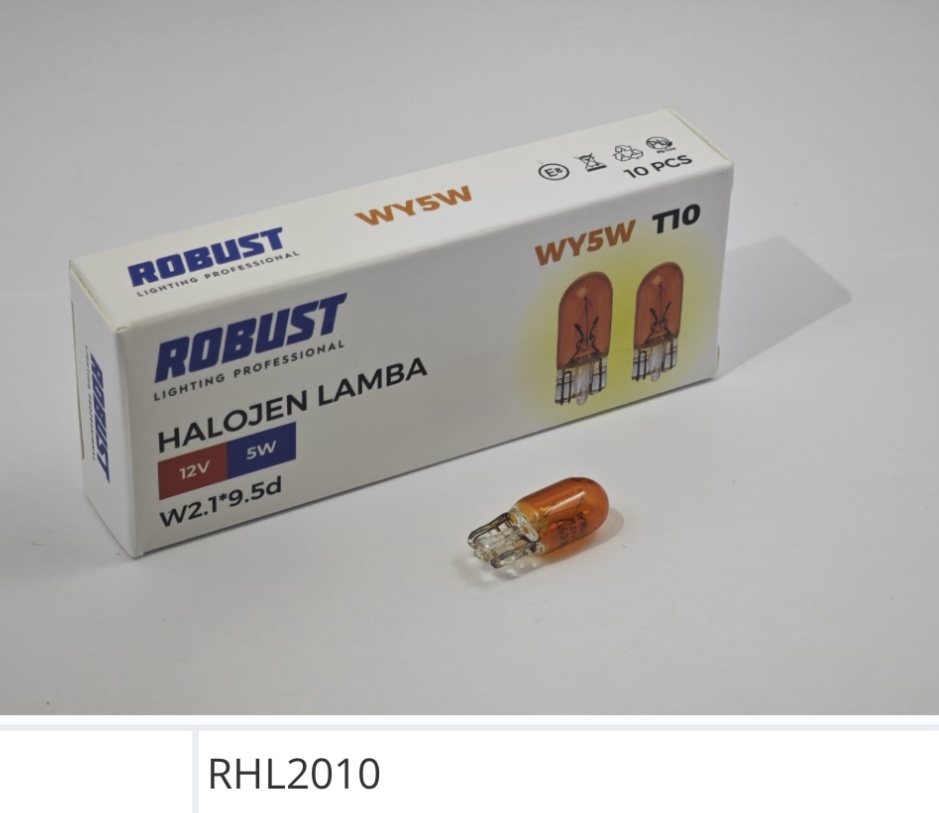 ROBUST
LIGHTING PROFESSIONAL
WY5W
E8
Pb
10 PCS
WY5W T10
ROBUST
LIGHTING PROFESSIONAL
HALOJEN LAMBA
12V 5W
W2.1*9.5d
ROBUST
RHL2010